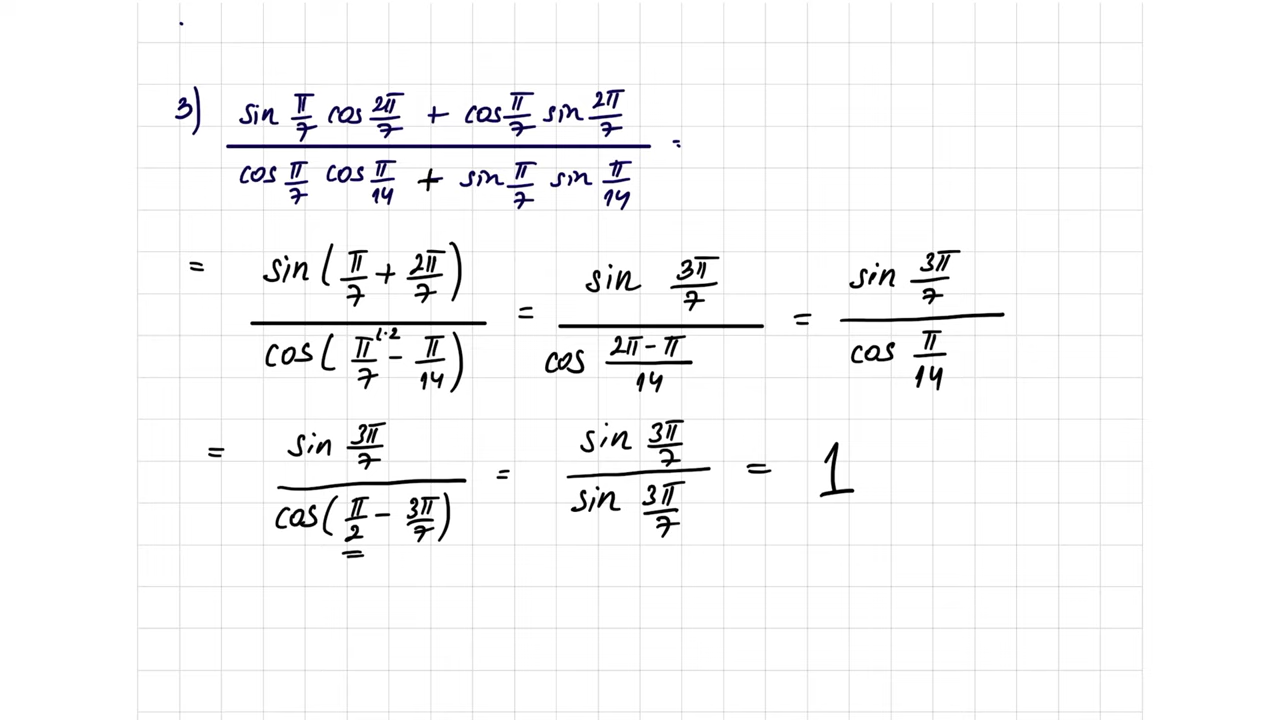 3) (sin π/7 cos 2π/7 + cos π/7 sin 2π/7) / (cos π/7 cos π/14 + sin π/7 sin π/14) =
= sin(π/7 + 2π/7) / cos(π/7 ^(·2) - π/14) = sin 3π/7 / cos (2π-π)/14 = sin 3π/7 / cos π/14
= sin 3π/7 / cos(π/2 - 3π/7) = sin 3π/7 / sin 3π/7 = 1